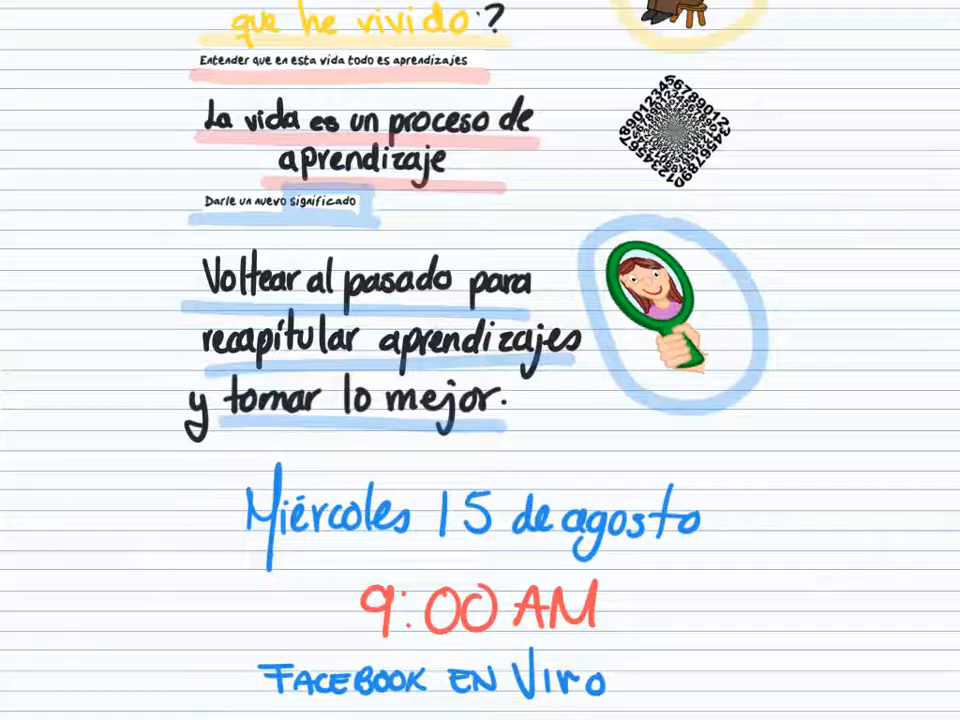 que he vivido?
Entender que en esta vida todo es aprendizajes
La vida es un proceso de
aprendizaje
Darle un nuevo significado
Voltear al pasado para
recapítular aprendizajes
y tomar lo mejor.
Miércoles 15 de agosto
9:00 AM
FACEBOOK EN Viro